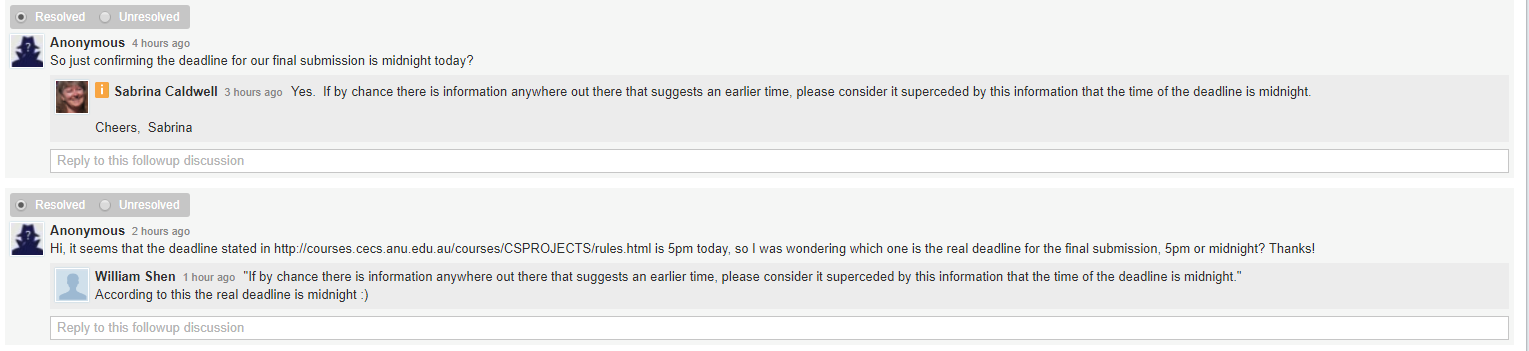 Resolved Unresolved
Anonymous 4 hours ago
So just confirming the deadline for our final submission is midnight today?
i Sabrina Caldwell 3 hours ago Yes. If by chance there is information anywhere out there that suggests an earlier time, please consider it superceded by this information that the time of the deadline is midnight.
Cheers, Sabrina
Reply to this followup discussion
Resolved Unresolved
Anonymous 2 hours ago
Hi, it seems that the deadline stated in http://courses.cecs.anu.edu.au/courses/CSPROJECTS/rules.html is 5pm today, so I was wondering which one is the real deadline for the final submission, 5pm or midnight? Thanks!
William Shen 1 hour ago "If by chance there is information anywhere out there that suggests an earlier time, please consider it superceded by this information that the time of the deadline is midnight."
According to this the real deadline is midnight :)
Reply to this followup discussion